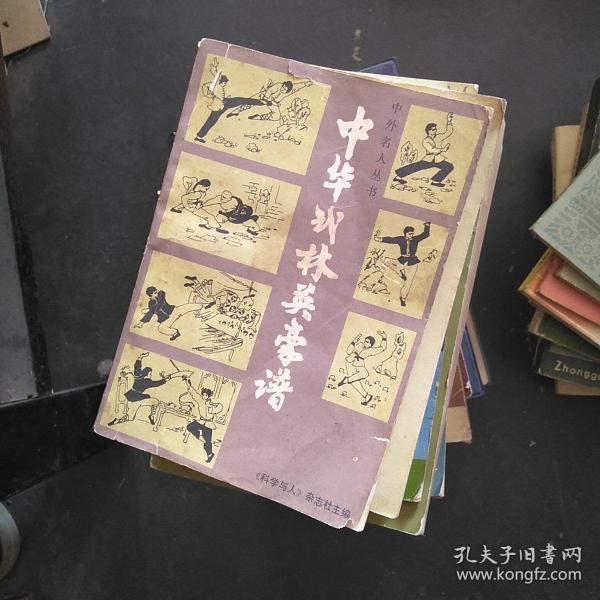 中外名人丛书
中华武林英豪谱
《科学与人》杂志社主编
Zhongg
孔夫子旧书网
www.kongfz.com